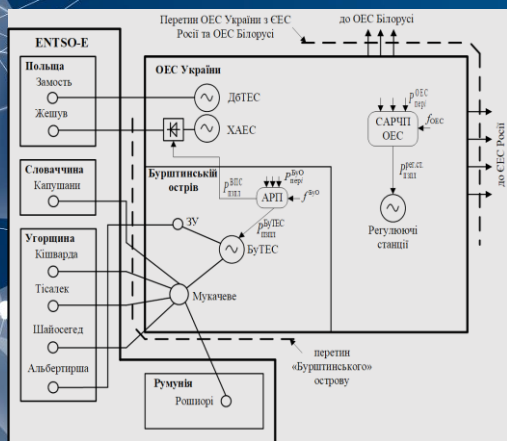 Перетин ОЕС України з ЄЕС
Росії та ОЕС Білорусі
до ОЕС Білорусі
ENTSO-E
Польща
Замость
Жешув
Словаччина
Капушани
Угорщина
Кішварда
Тісалек
Шайосегед
Альбертирша
ОЕС України
ДбТЕС
ХАЕС
Бурштинській
острів
ЗУ
БуТЕС
АРП
Мукачеве
САРЧП
ОЕС
Регулюючі
станції
до ЄЕС Росії
перетин
«Бурштинського»
острову
Румунія
Рошиорі